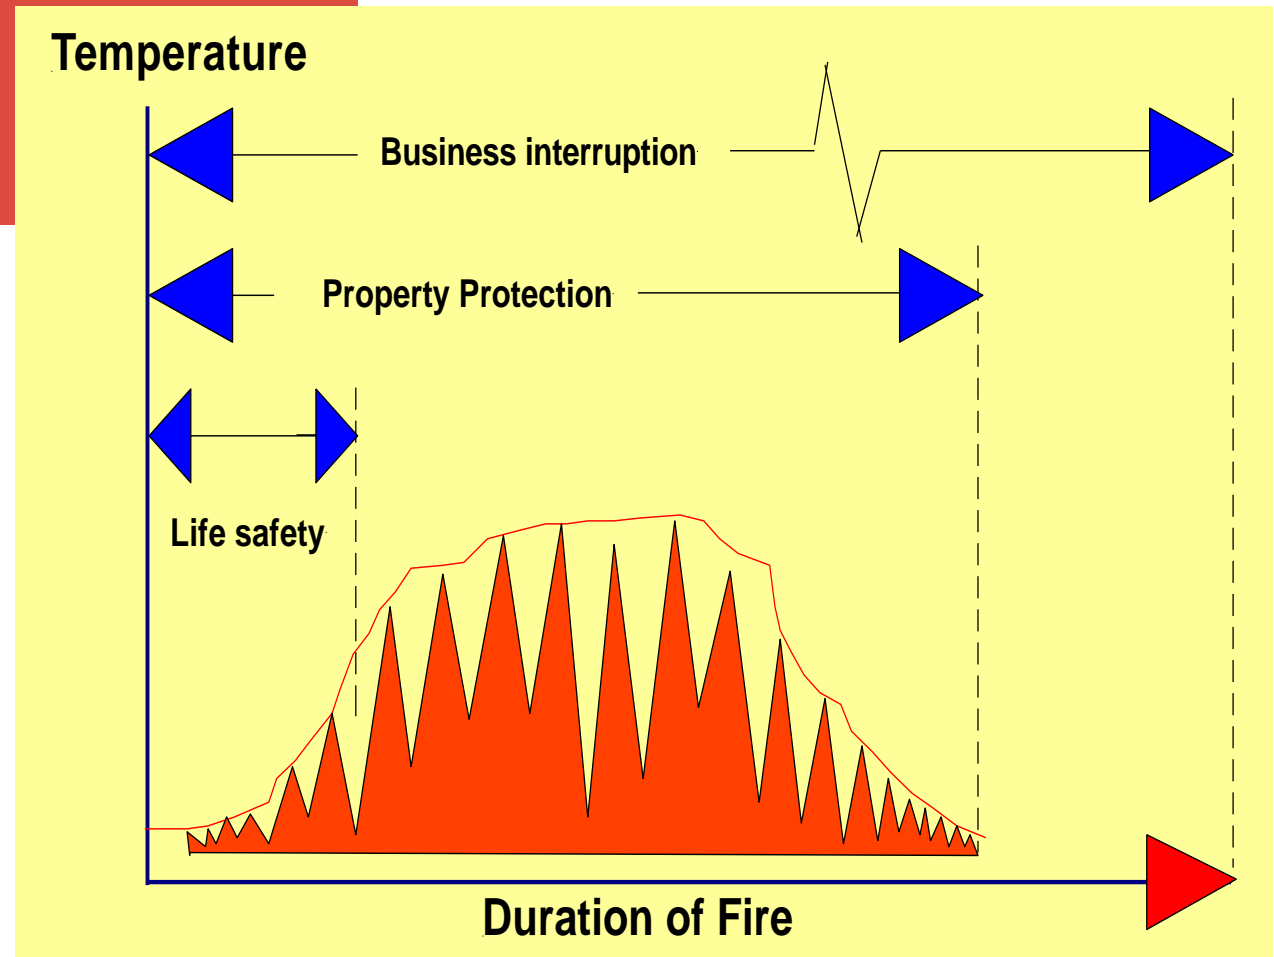 Temperature
Business interruption
Property Protection
Life safety
Duration of Fire